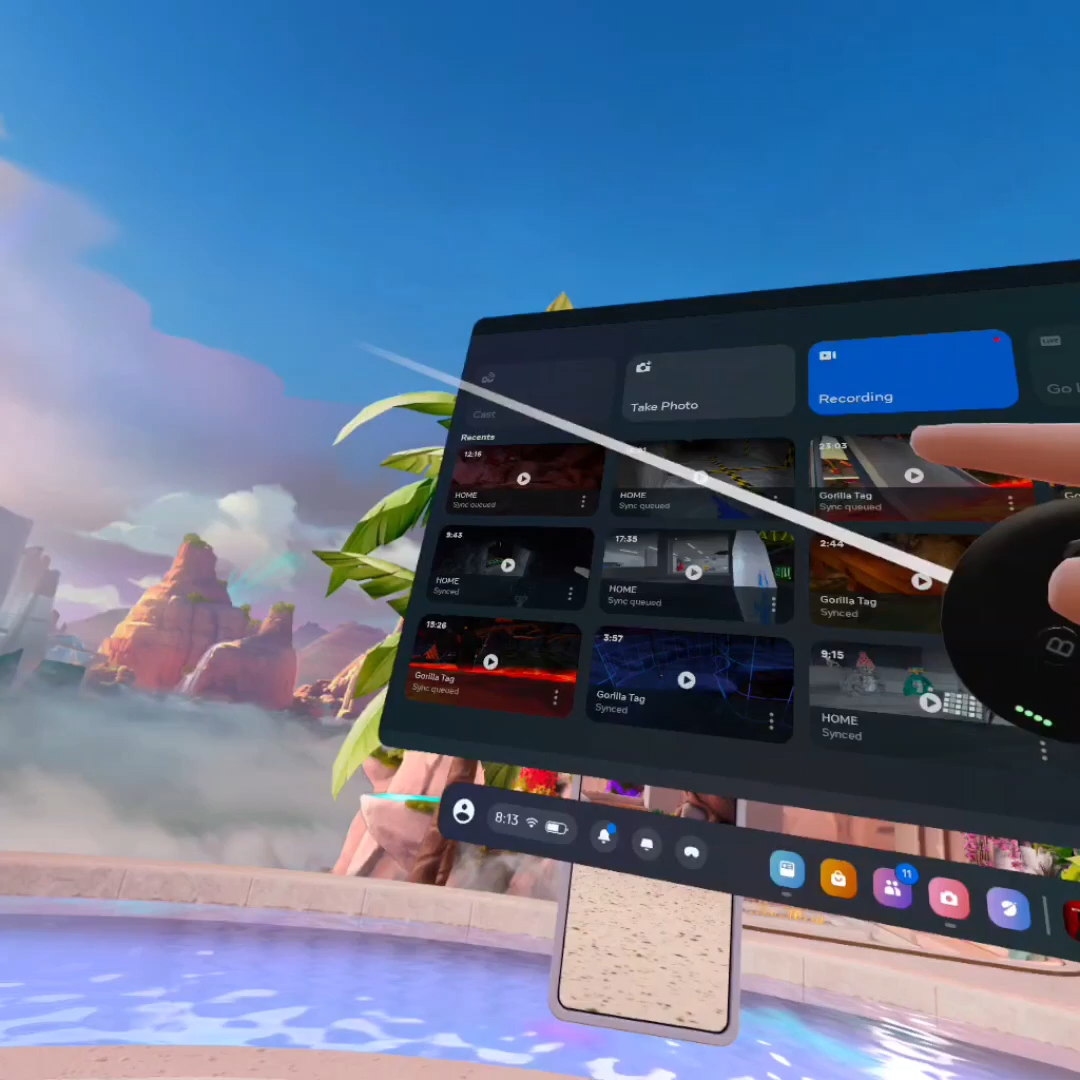 LIVE
Cast
Take Photo
Recording
Go
Recents
12:16
HOME
Sync queued
HOME
Sync queued
23:03
Gorilla Tag
Sync queued
9:43
HOME
Synced
17:35
HOME
Sync queued
2:44
Gorilla Tag
Synced
15:26
Gorilla Tag
Sync queued
3:57
Gorilla Tag
Synced
9:15
HOME
Synced
B
8:13
11